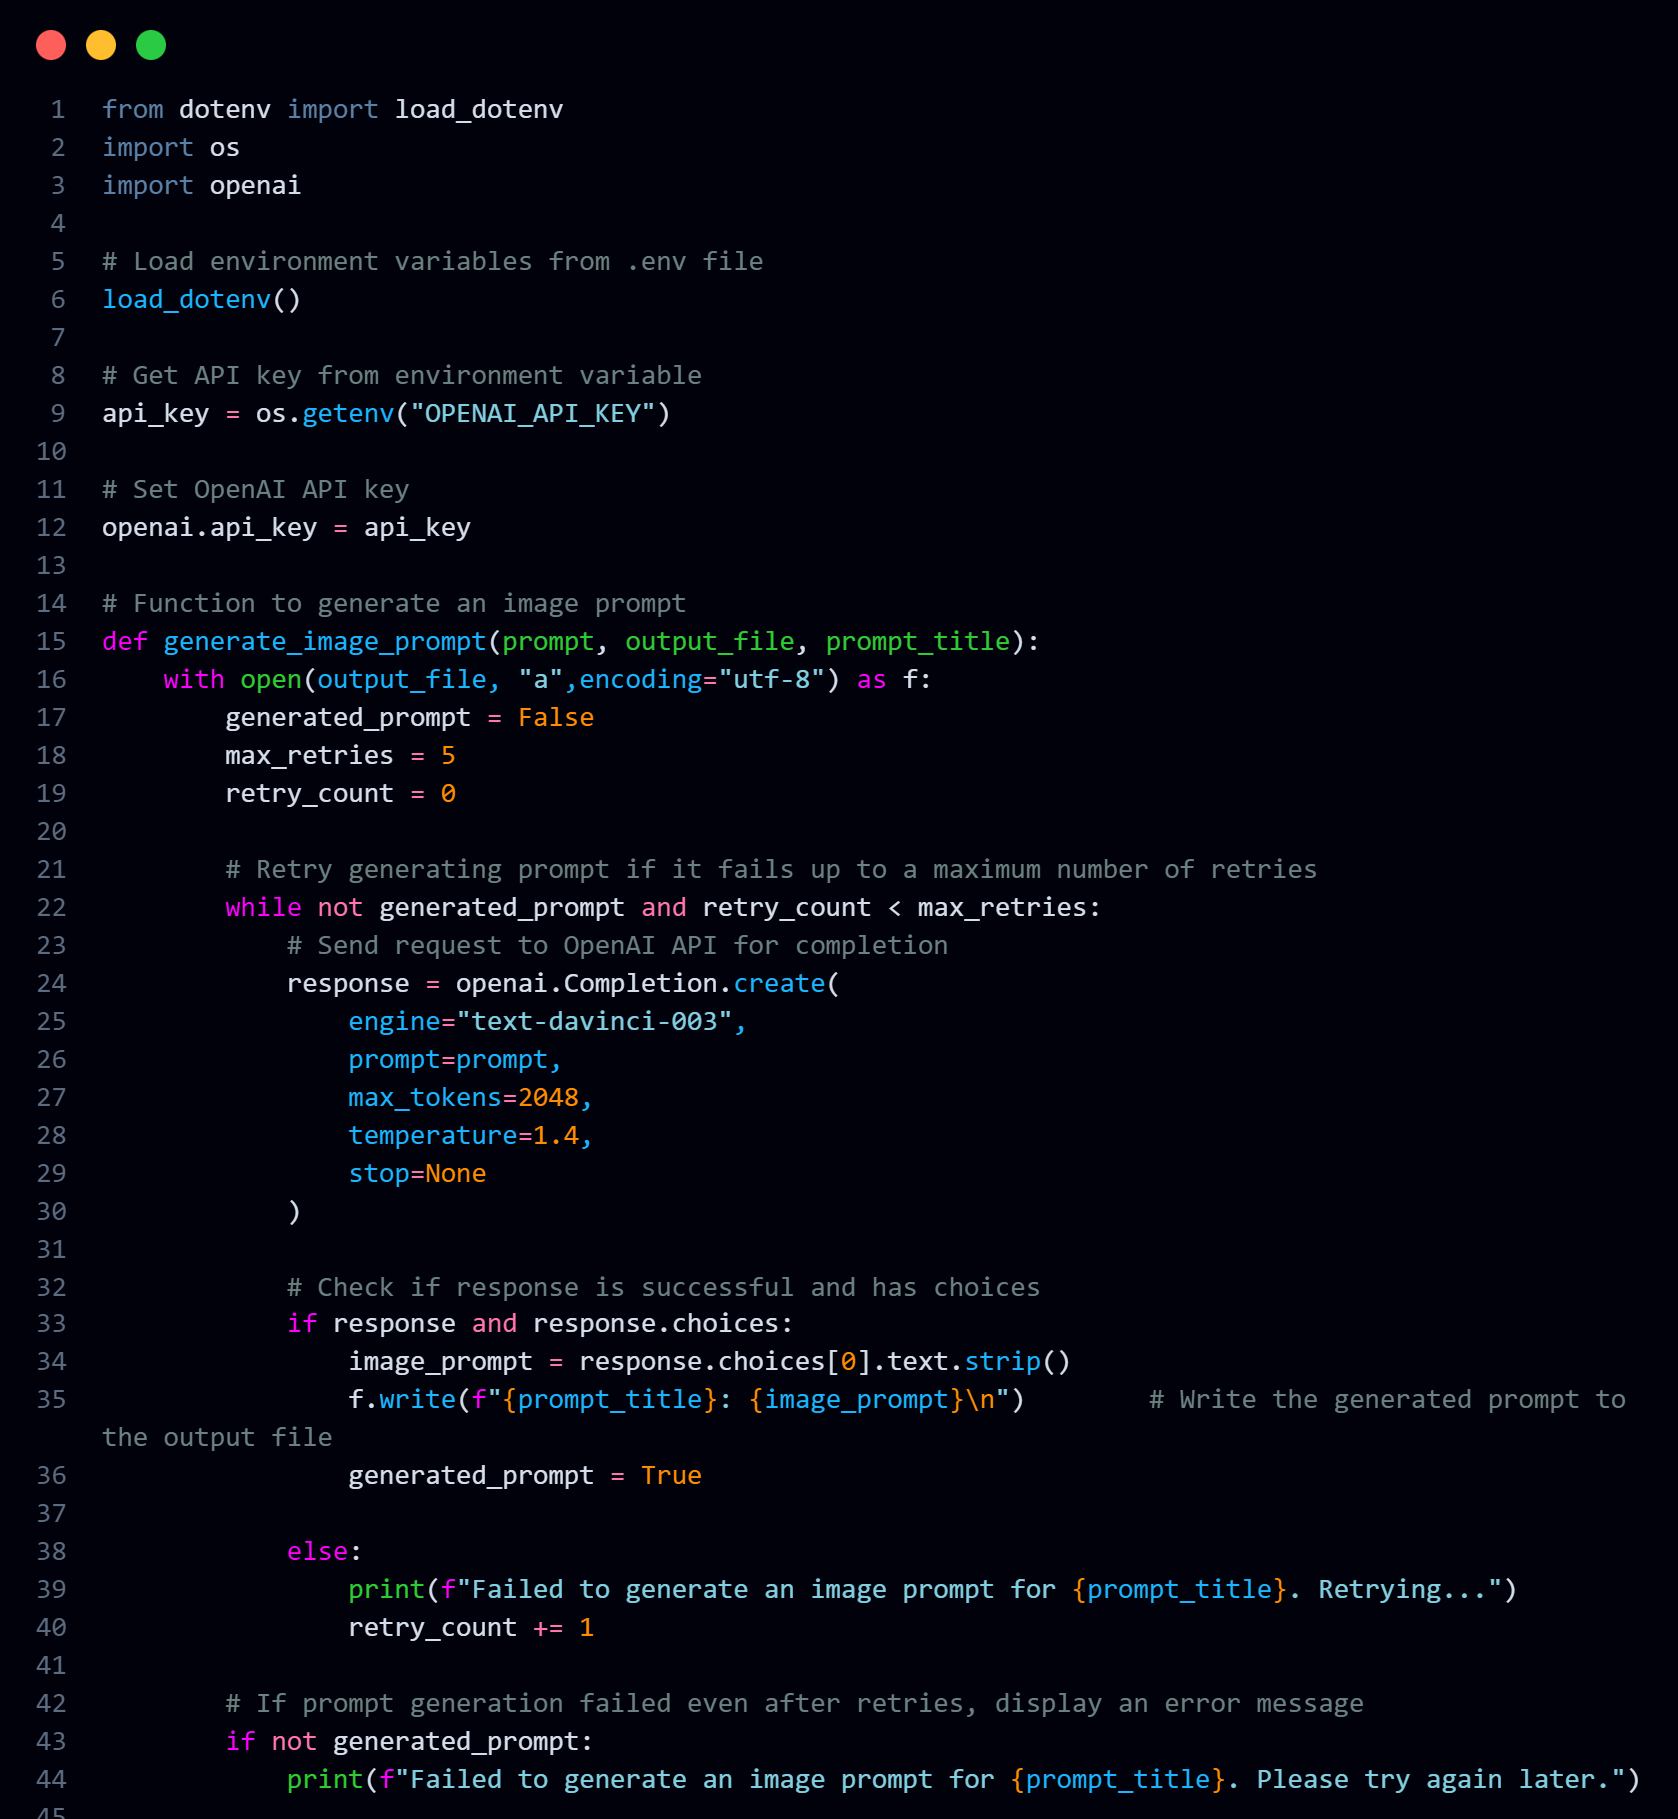 1 from dotenv import load_dotenv
2 import os
3 import openai
4
5 # Load environment variables from .env file
6 load_dotenv()
7
8 # Get API key from environment variable
9 api_key = os.getenv("OPENAI_API_KEY")
10
11 # Set OpenAI API key
12 openai.api_key = api_key
13
14 # Function to generate an image prompt
15 def generate_image_prompt(prompt, output_file, prompt_title):
16     with open(output_file, "a",encoding="utf-8") as f:
17         generated_prompt = False
18         max_retries = 5
19         retry_count = 0
20
21         # Retry generating prompt if it fails up to a maximum number of retries
22         while not generated_prompt and retry_count < max_retries:
23             # Send request to OpenAI API for completion
24             response = openai.Completion.create(
25                 engine="text-davinci-003",
26                 prompt=prompt,
27                 max_tokens=2048,
28                 temperature=1.4,
29                 stop=None
30             )
31
32             # Check if response is successful and has choices
33             if response and response.choices:
34                 image_prompt = response.choices[0].text.strip()
35                 f.write(f"{prompt_title}: {image_prompt}\n")        # Write the generated prompt to
the output file
36                 generated_prompt = True
37
38             else:
39                 print(f"Failed to generate an image prompt for {prompt_title}. Retrying...")
40                 retry_count += 1
41
42         # If prompt generation failed even after retries, display an error message
43         if not generated_prompt:
44             print(f"Failed to generate an image prompt for {prompt_title}. Please try again later.")
45